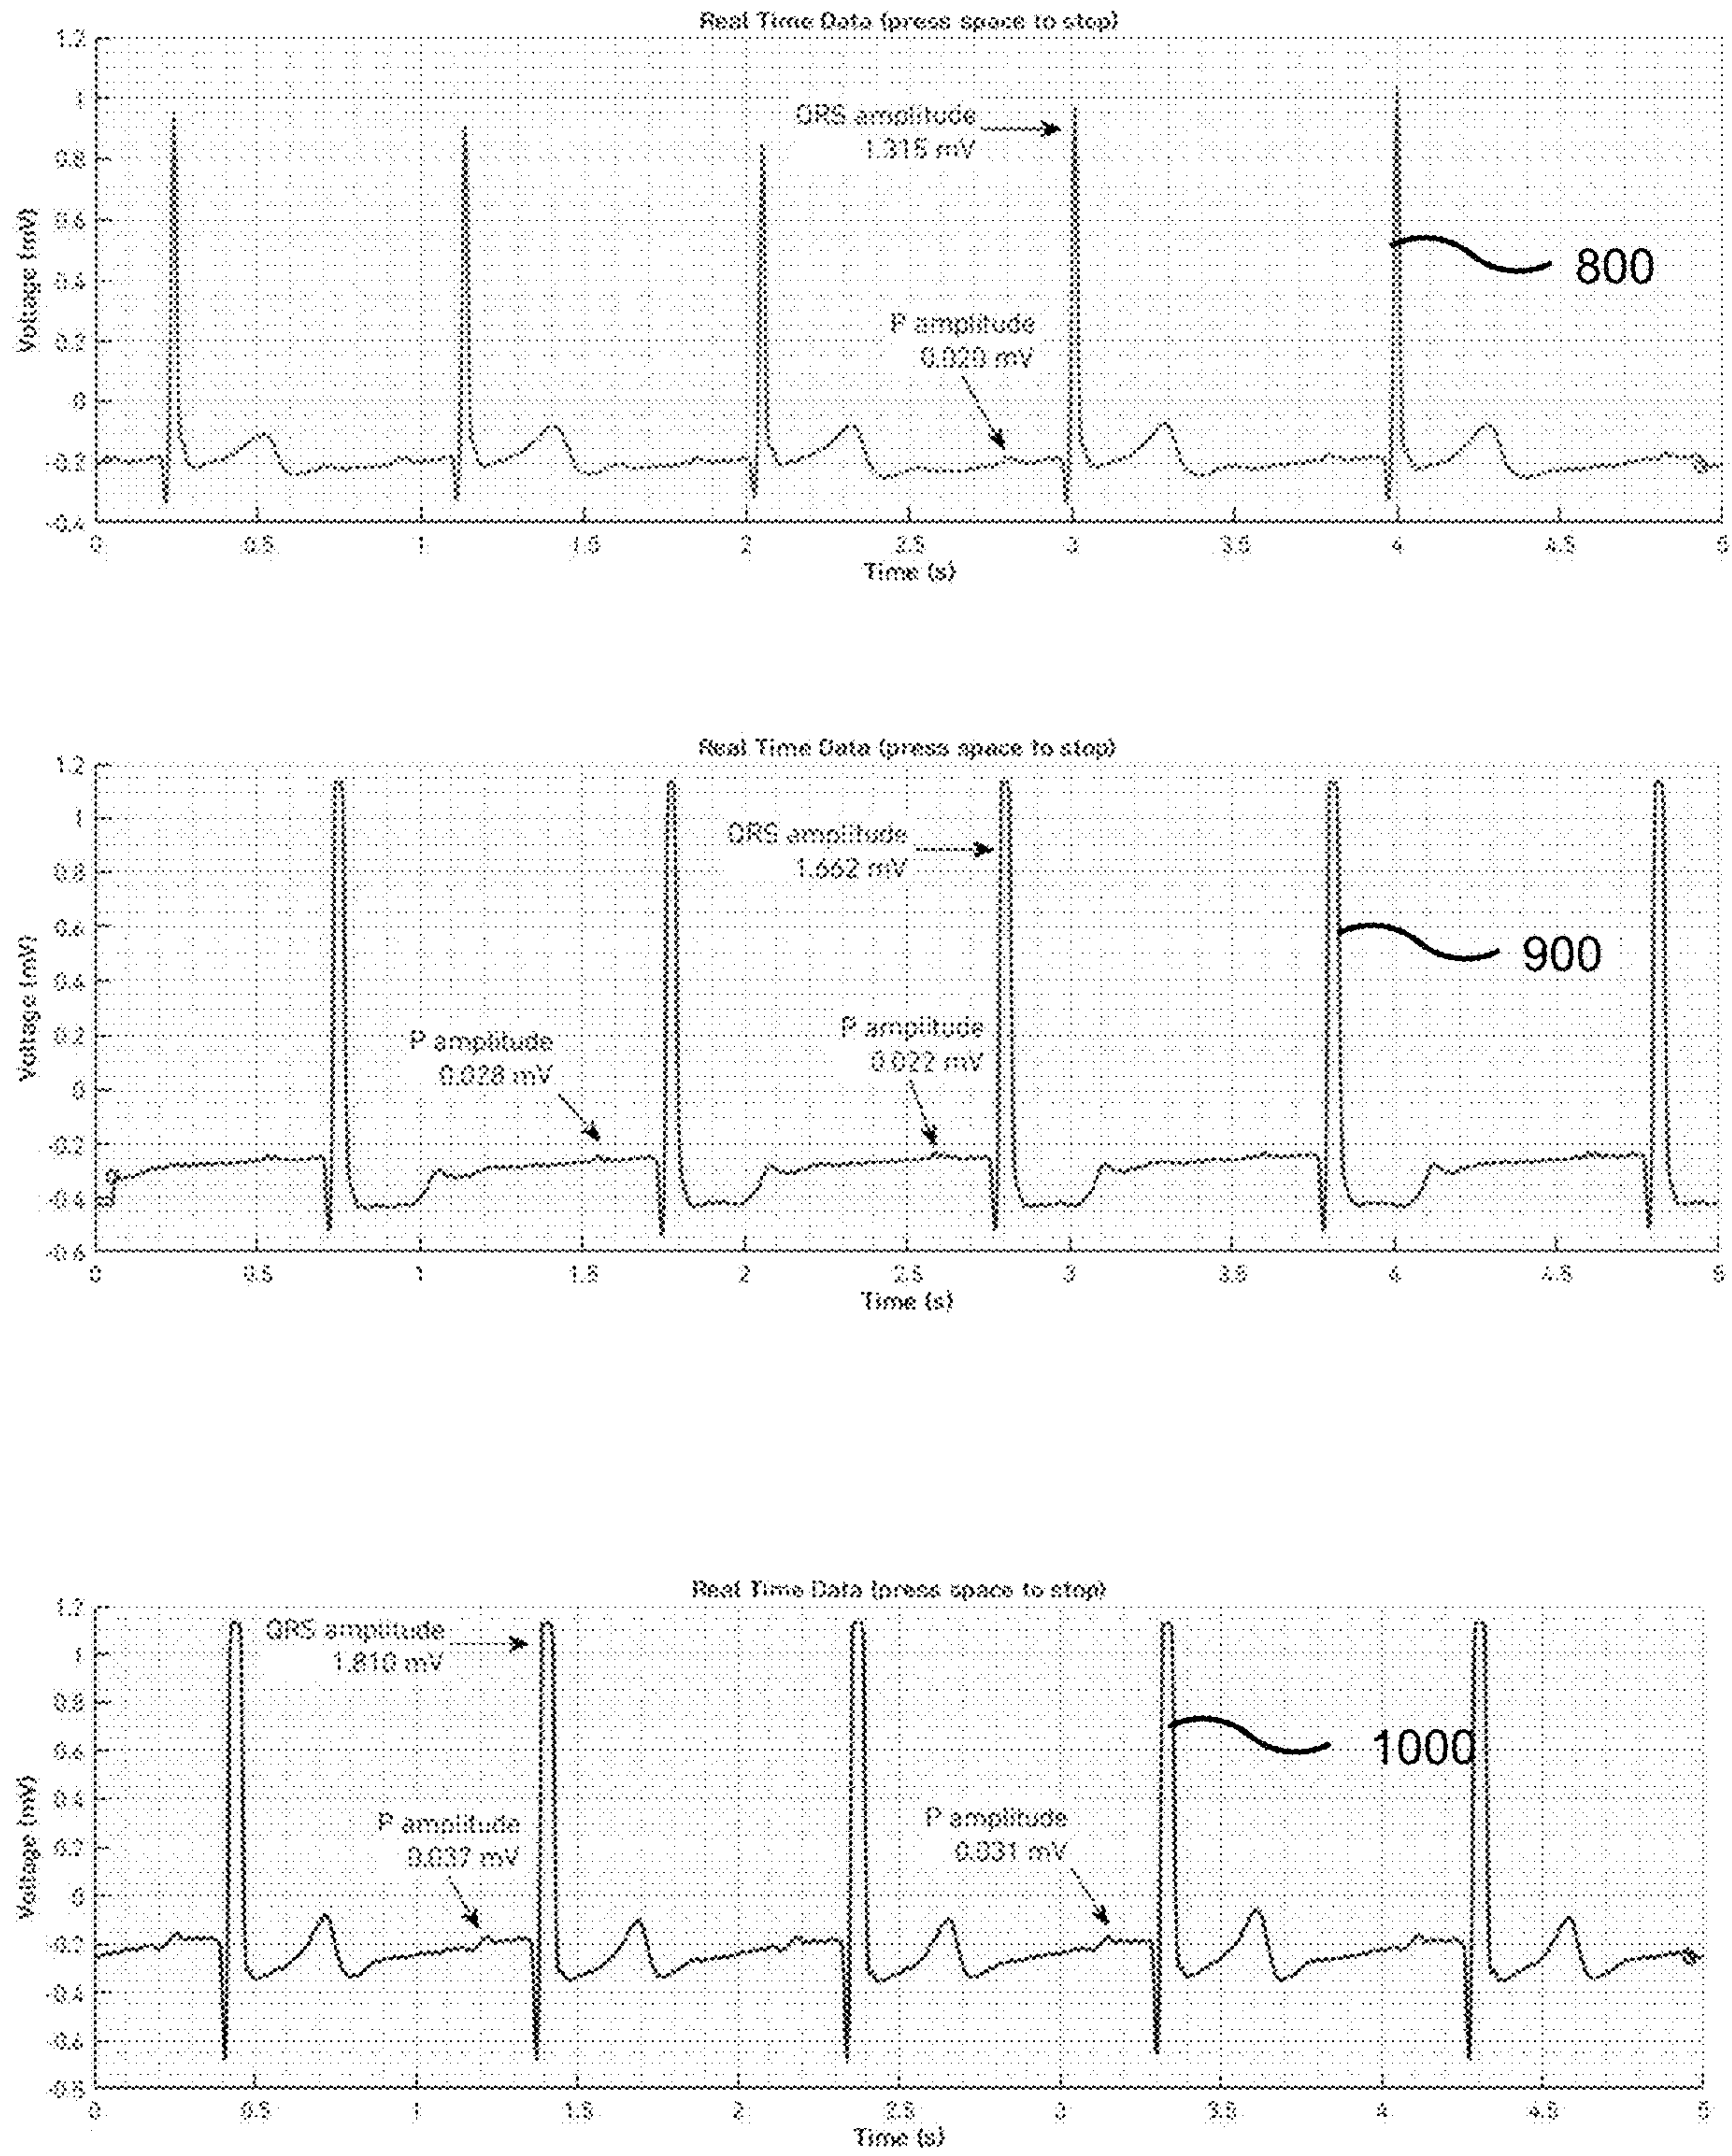 Real Time Data (press space to stop)
1.2
1
0.8
0.6
0.4
0.2
0
-0.2
-0.4
Voltage (mV)
QRS amplitude
1.315 mV
P amplitude
0.020 mV
800
0 0.5 1 1.5 2 2.5 3 3.5 4 4.5 5
Time (s)
Real Time Data (press space to stop)
1.2
1
0.8
0.6
0.4
0.2
0
-0.2
-0.4
-0.6
Voltage (mV)
QRS amplitude
1.662 mV
P amplitude
0.028 mV
P amplitude
0.022 mV
900
0 0.5 1 1.5 2 2.5 3 3.5 4 4.5 5
Time (s)
Real Time Data (press space to stop)
1.2
1
0.8
0.6
0.4
0.2
0
-0.2
-0.4
-0.6
-0.8
Voltage (mV)
QRS amplitude
1.810 mV
P amplitude
0.037 mV
P amplitude
0.031 mV
1000
0 0.5 1 1.5 2 2.5 3 3.5 4 4.5 5
Time (s)